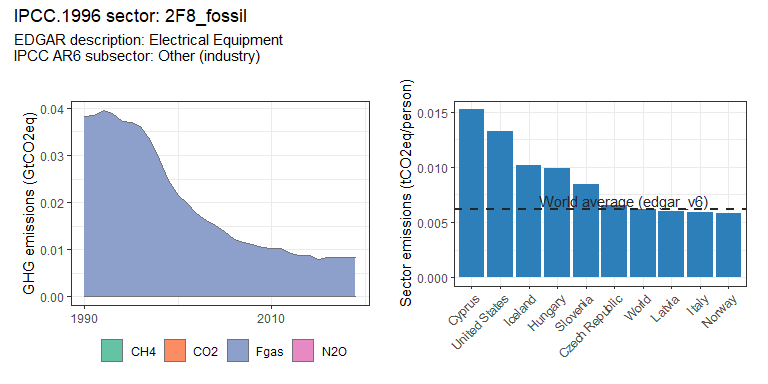 IPCC.1996 sector: 2F8_fossil
EDGAR description: Electrical Equipment
IPCC AR6 subsector: Other (industry)
GHG emissions (GtCO2eq)
0.04
0.03
0.02
0.01
0.00
1990
2010
CH4
CO2
Fgas
N2O
Sector emissions (tCO2eq/person)
0.015
0.010
0.005
0.000
World average (edgar_v6)
Cyprus
United States
Iceland
Hungary
Slovenia
Czech Republic
World
Latvia
Italy
Norway